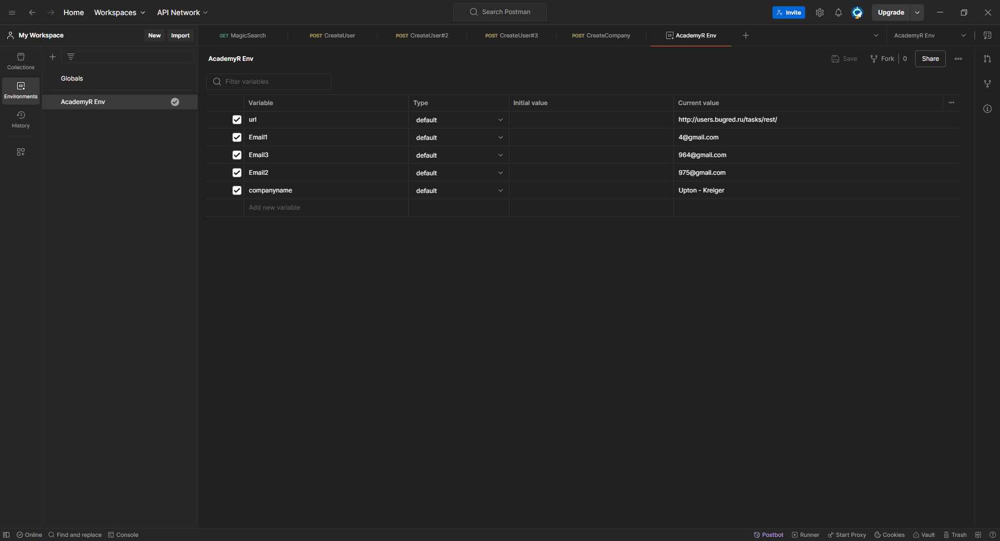 Home Workspaces API Network Search Postman Invite Upgrade
My Workspace New Import GET MagicSearch POST CreateUser POST CreateUser#2 POST CreateUser#3 POST CreateCompany AcademyR Env AcademyR Env
Collections
Environments
History
Globals
AcademyR Env
AcademyR Env Save Fork 0 Share
Filter variables
Variable Type Initial value Current value
url default http://users.bugred.ru/tasks/rest/
Email1 default 4@gmail.com
Email3 default 964@gmail.com
Email2 default 975@gmail.com
companyname default Upton - Kreiger
Add new variable
Online Find and replace Console Postbot Runner Start Proxy Cookies Vault Trash